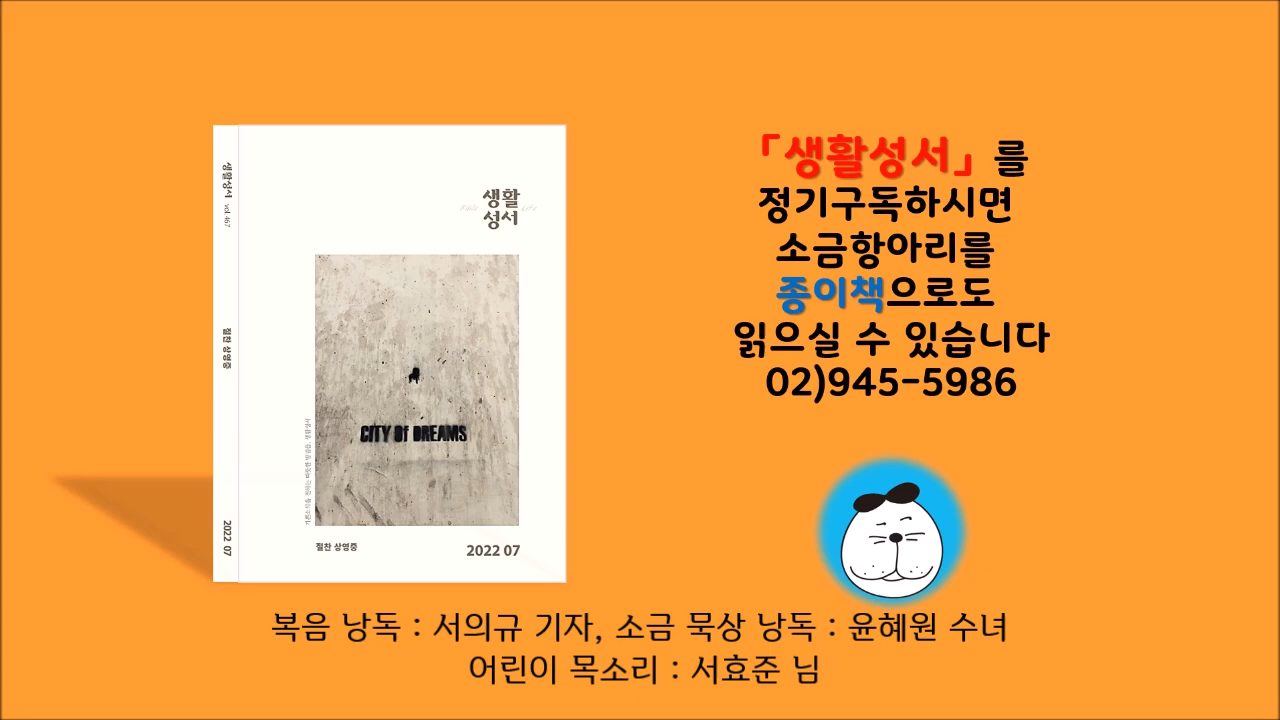 「생활성서」를
정기구독하시면
소금항아리를
종이책으로도
읽으실 수 있습니다
02)945-5986
생활성서 vol.467
절찬 상영중
2022 07
생활
성서
CITY Of DREAMS
절찬 상영중
2022 07
복음 낭독 : 서의규 기자, 소금 묵상 낭독 : 윤혜원 수녀
어린이 목소리 : 서효준 님